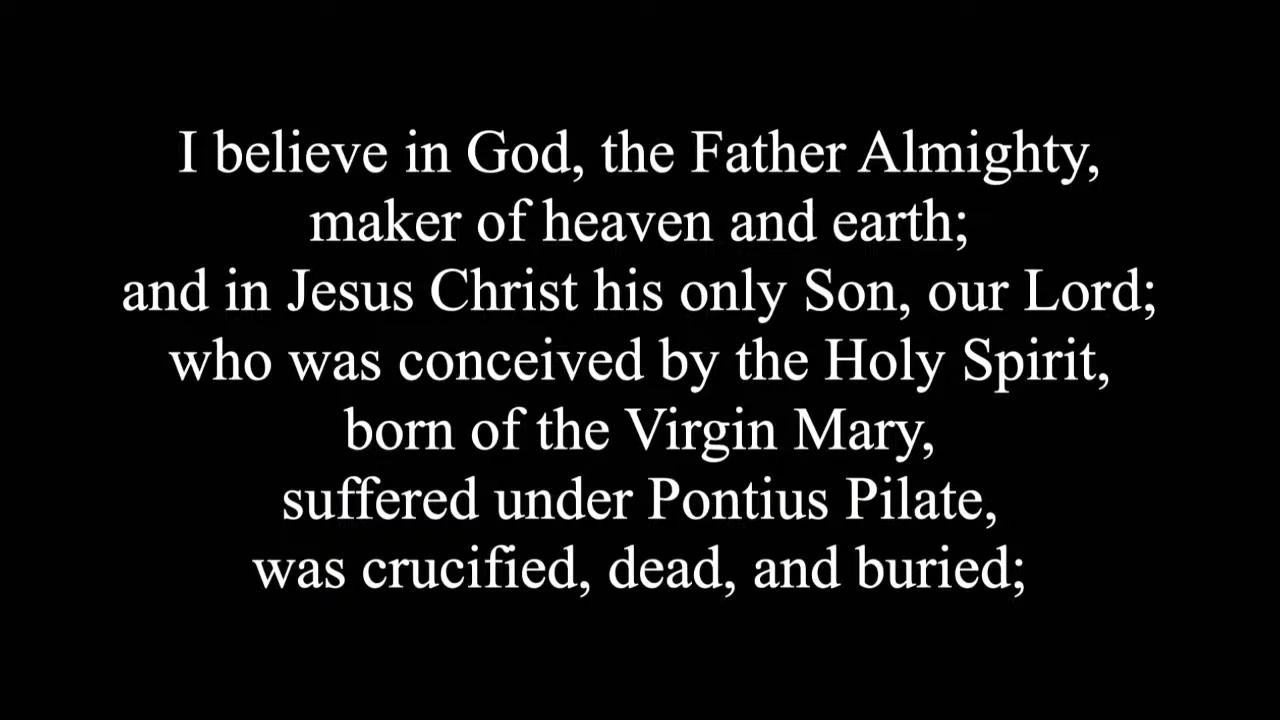 I believe in God, the Father Almighty,
maker of heaven and earth;
and in Jesus Christ his only Son, our Lord;
who was conceived by the Holy Spirit,
born of the Virgin Mary,
suffered under Pontius Pilate,
was crucified, dead, and buried;